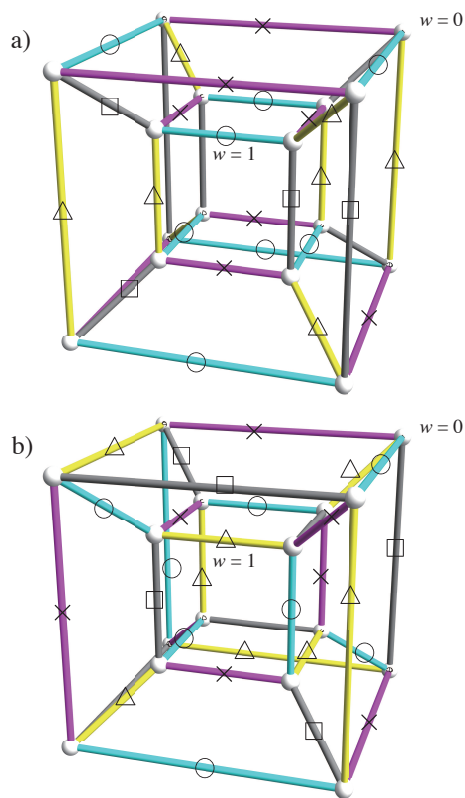 a)
w = 0
w = 1
b)
w = 0
w = 1